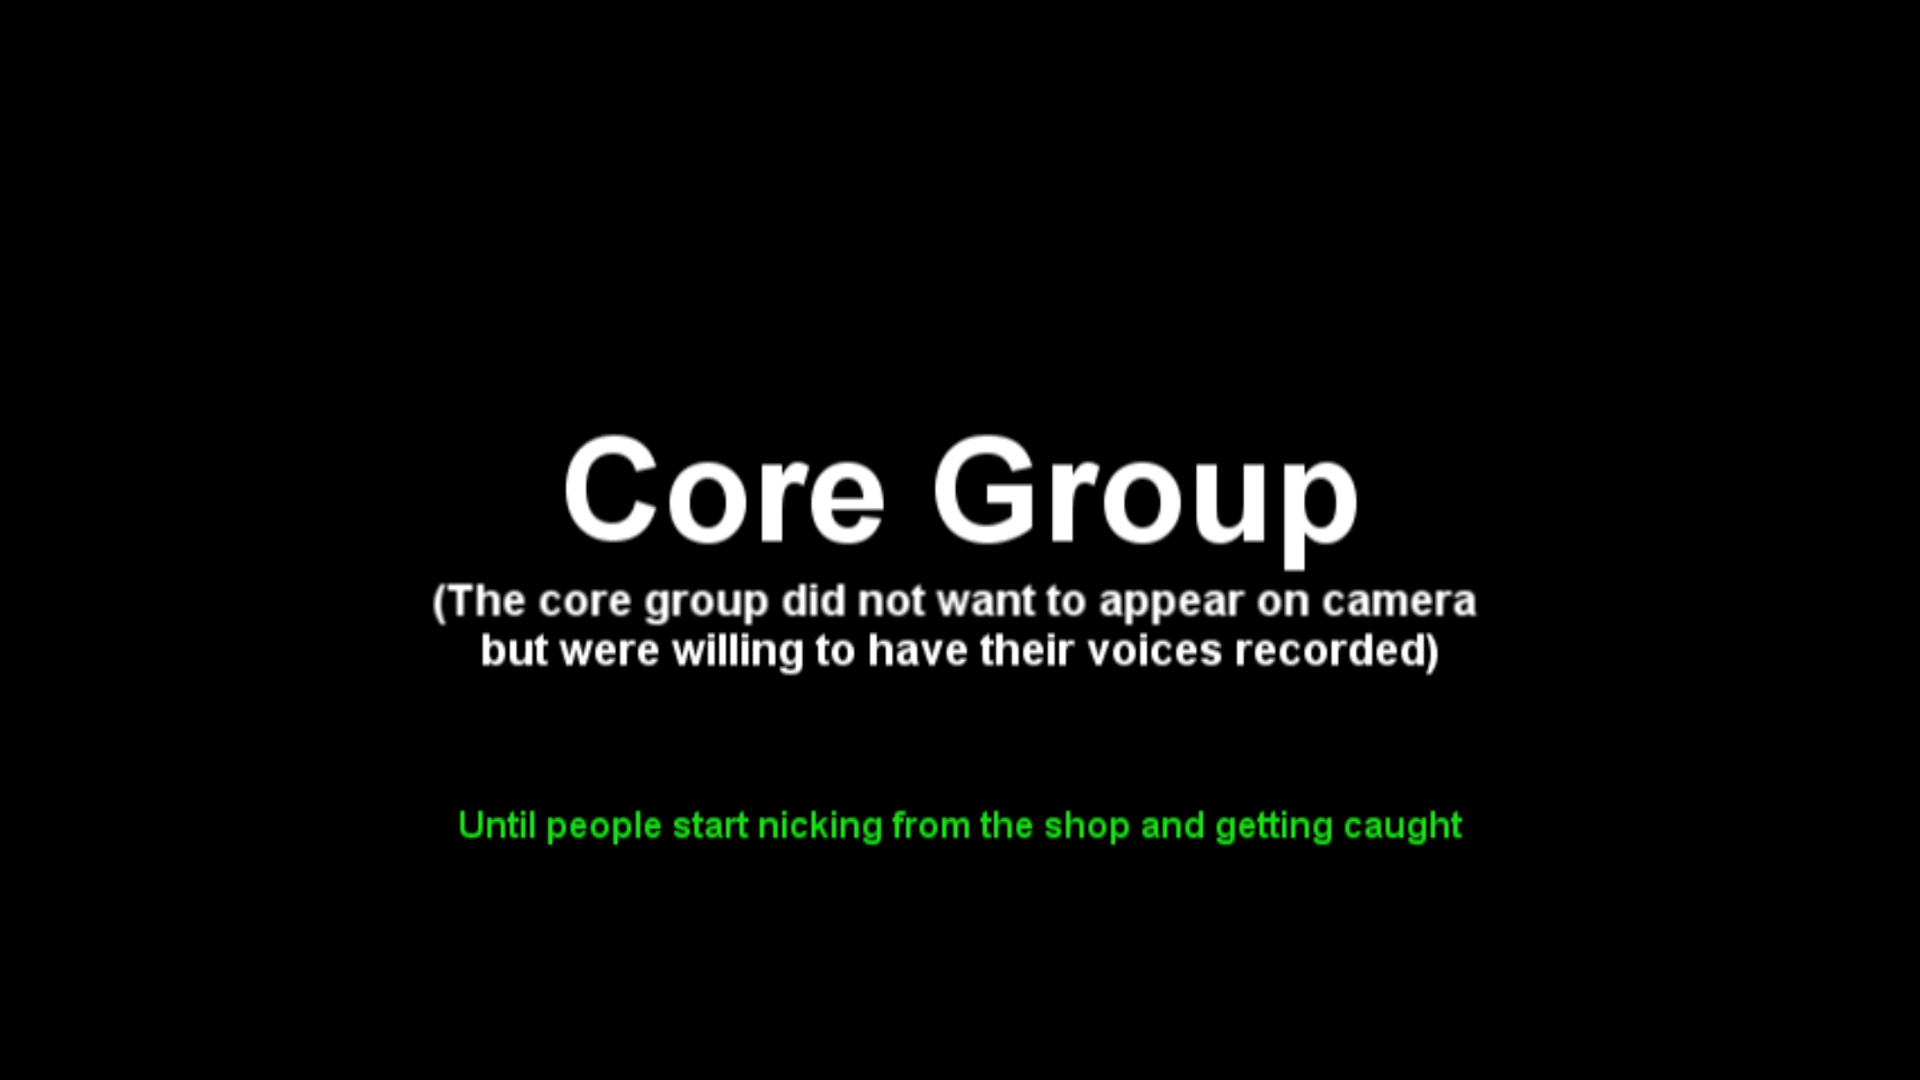 Core Group
(The core group did not want to appear on camera
but were willing to have their voices recorded)
Until people start nicking from the shop and getting caught